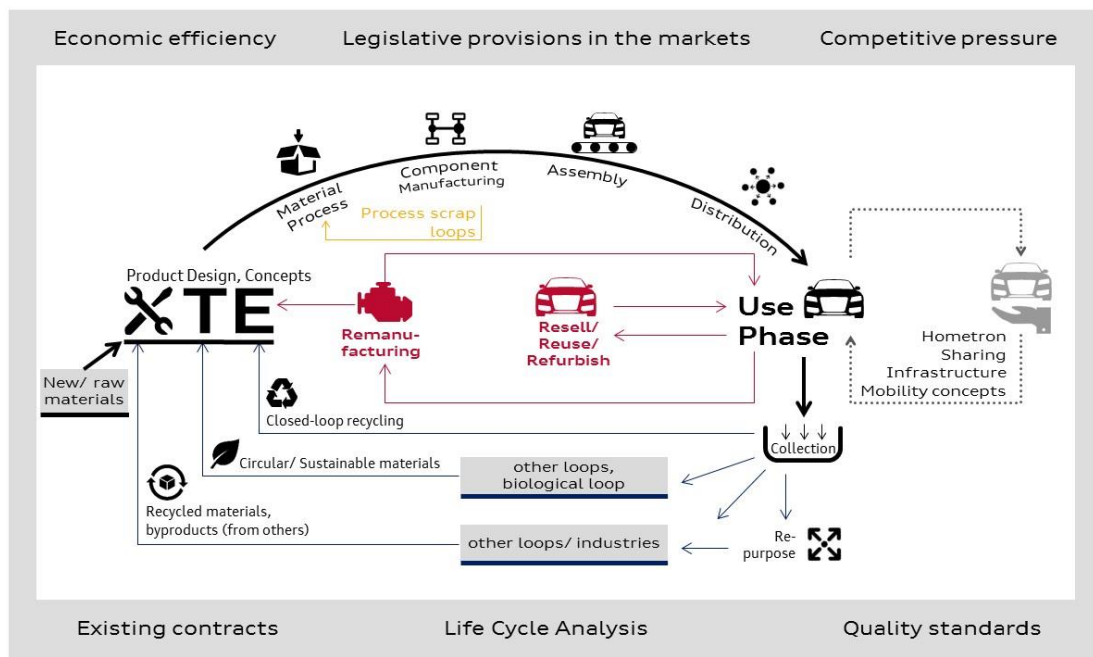 Economic efficiency
Legislative provisions in the markets
Competitive pressure
Material
Process
Component
Manufacturing
Assembly
Distribution
Process scrap
loops
Product Design, Concepts
TE
New/ raw
materials
Remanu-
facturing
Resell/
Reuse/
Refurbish
Use
Phase
Hometron
Sharing
Infrastructure
Mobility concepts
Closed-loop recycling
Collection
Circular/ Sustainable materials
other loops,
biological loop
Recycled materials,
byproducts (from others)
other loops/ industries
Re-
purpose
Existing contracts
Life Cycle Analysis
Quality standards